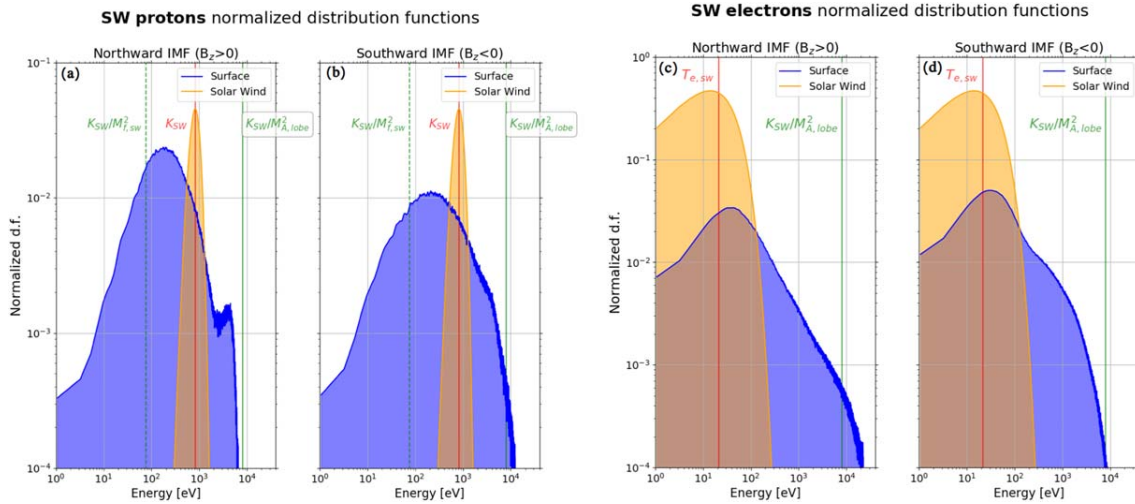 SW protons normalized distribution functions
SW electrons normalized distribution functions
Northward IMF (B_z>0)
Southward IMF (B_z<0)
Northward IMF (B_z>0)
Southward IMF (B_z<0)
(a)
Surface
Solar Wind
K_SW/M²_f,sw
K_SW
K_SW/M²_A,lobe
(b)
Surface
Solar Wind
K_SW/M²_f,sw
K_SW
K_SW/M²_A,lobe
(c)
T_e,sw
Surface
Solar Wind
K_SW/M²_A,lobe
(d)
T_e,sw
Surface
Solar Wind
K_SW/M²_A,lobe
Normalized d.f.
10⁻¹
10⁻²
10⁻³
10⁻⁴
10⁰ 10¹ 10² 10³ 10⁴
Energy [eV]
10⁰ 10¹ 10² 10³ 10⁴
Energy [eV]
Normalized d.f.
10⁰
10⁻¹
10⁻²
10⁻³
10⁻⁴
10⁰ 10¹ 10² 10³ 10⁴
Energy [eV]
10⁰ 10¹ 10² 10³ 10⁴
Energy [eV]